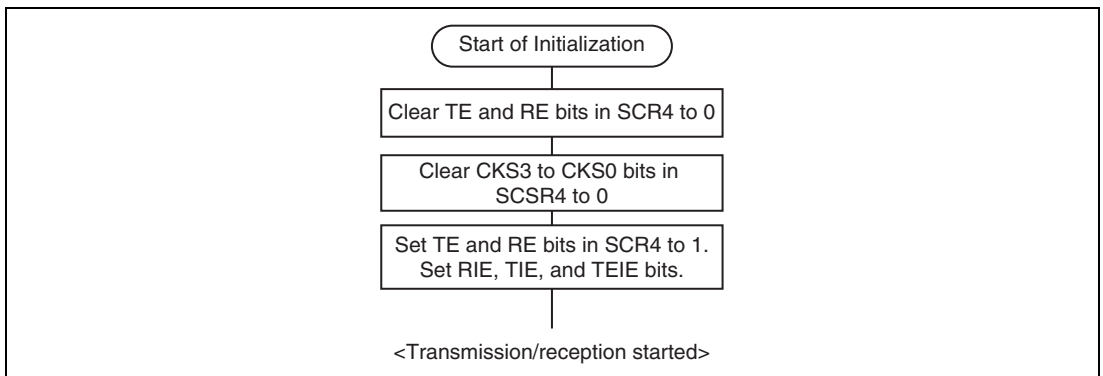 Start of Initialization
Clear TE and RE bits in SCR4 to 0
Clear CKS3 to CKS0 bits in
SCSR4 to 0
Set TE and RE bits in SCR4 to 1.
Set RIE, TIE, and TEIE bits.
<Transmission/reception started>